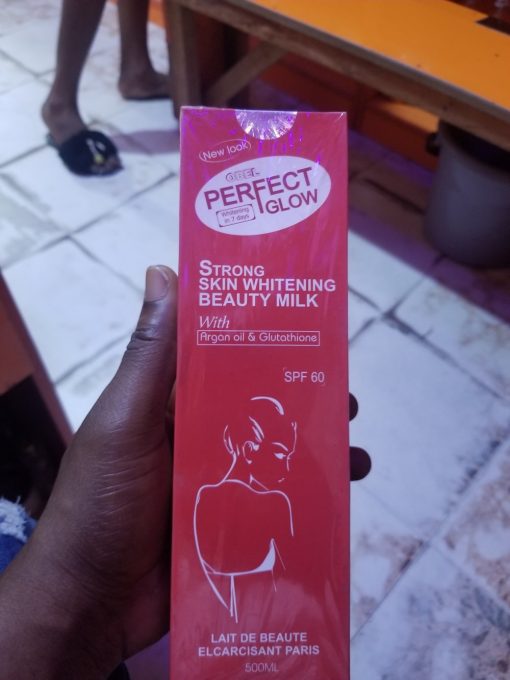 New look
OBEL
PERFECT
Whitening
in 7 days
GLOW
STRONG
SKIN WHITENING
BEAUTY MILK
With
Argan oil & Glutathione
SPF 60
LAIT DE BEAUTE
ELCARCISANT PARIS
500ML